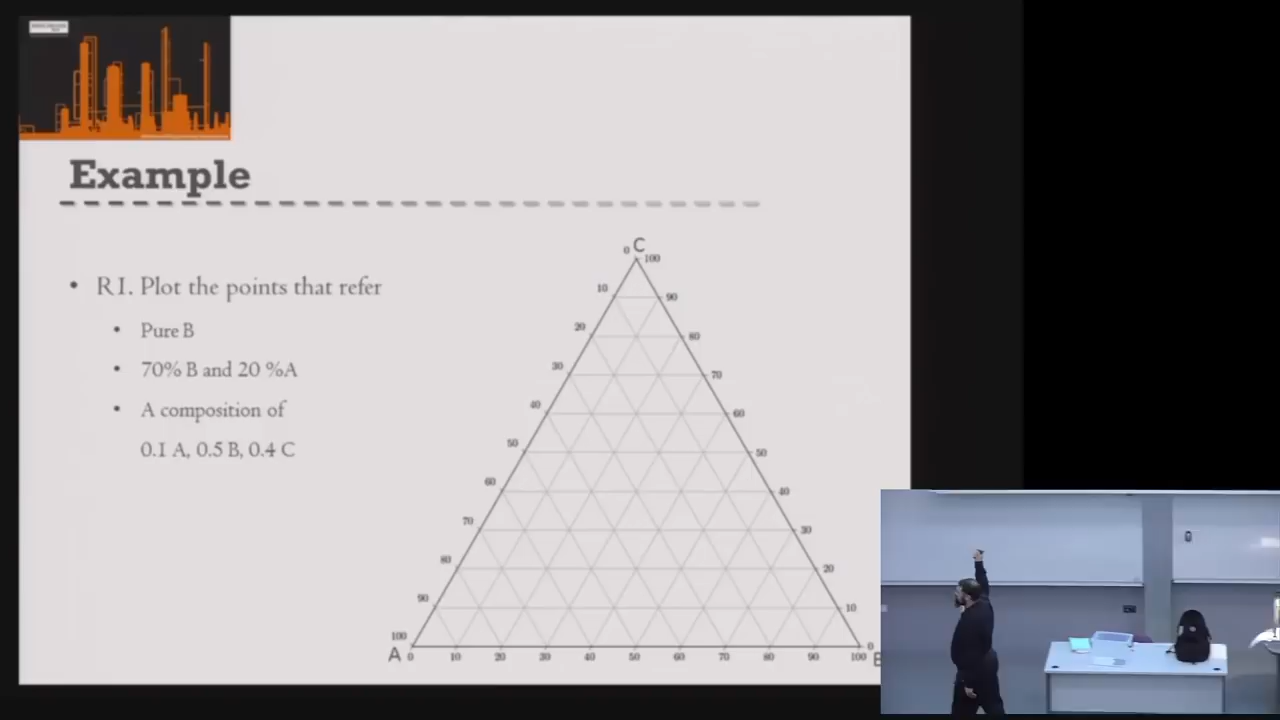 Example
• R1. Plot the points that refer
• Pure B
• 70% B and 20 %A
• A composition of
0.1 A, 0.5 B, 0.4 C
0 C
100
10 90
20 80
30 70
40 60
50 50
60 40
70 30
80 20
90 10
100 0
A 0 10 20 30 40 50 60 70 80 90 100 B